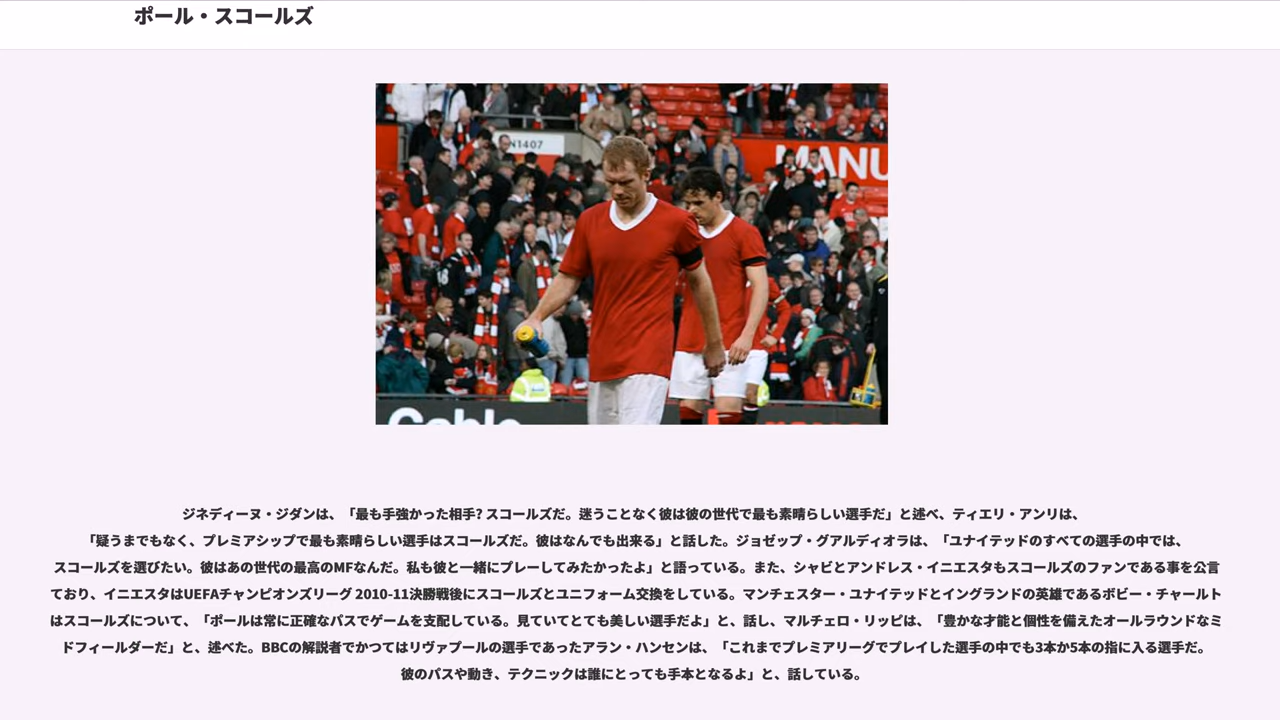 ポール・スコールズ
N1407
MANU
ジネディーヌ・ジダンは、「最も手強かった相手? スコールズだ。迷うことなく彼は彼の世代で最も素晴らしい選手だ」と述べ、ティエリ・アンリは、
「疑うまでもなく、プレミアシップで最も素晴らしい選手はスコールズだ。彼はなんでも出来る」と話した。ジョゼップ・グアルディオラは、「ユナイテッドのすべての選手の中では、
スコールズを選びたい。彼はあの世代の最高のMFなんだ。私も彼と一緒にプレーしてみたかったよ」と語っている。また、シャビとアンドレス・イニエスタもスコールズのファンである事を公言
ており、イニエスタはUEFAチャンピオンズリーグ 2010-11決勝戦後にスコールズとユニフォーム交換をしている。マンチェスター・ユナイテッドとイングランドの英雄であるボビー・チャールト
はスコールズについて、「ポールは常に正確なパスでゲームを支配している。見ていてとても美しい選手だよ」と、話し、マルチェロ・リッピは、「豊かな才能と個性を備えたオールラウンドなミ
ドフィールダーだ」と、述べた。BBCの解説者でかつてはリヴァプールの選手であったアラン・ハンセンは、「これまでプレミアリーグでプレイした選手の中でも3本か5本の指に入る選手だ。
彼のパスや動き、テクニックは誰にとっても手本となるよ」と、話している。